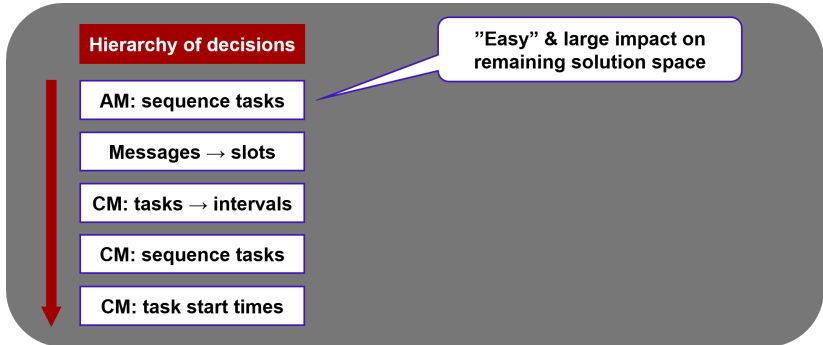 Hierarchy of decisions
”Easy” & large impact on
remaining solution space
AM: sequence tasks
Messages → slots
CM: tasks → intervals
CM: sequence tasks
CM: task start times